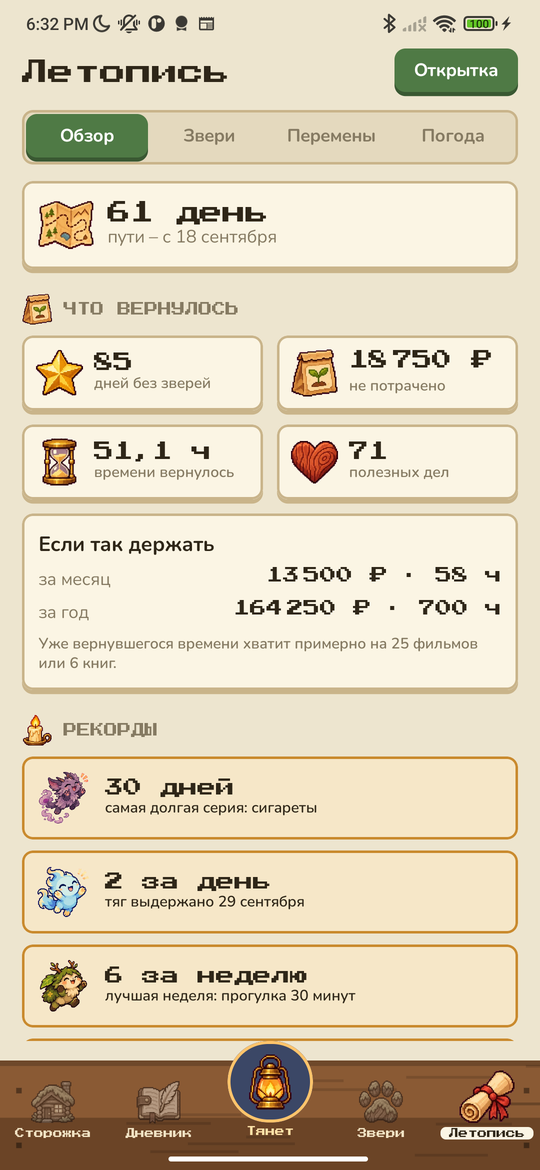 6:32 PM
100
Летопись
Открытка
Обзор
Звери
Перемены
Погода
61 день
пути – с 18 сентября
ЧТО ВЕРНУЛОСЬ
85
дней без зверей
18 750 ₽
не потрачено
51,1 ч
времени вернулось
71
полезных дел
Если так держать
за месяц
13 500 ₽ · 58 ч
за год
164 250 ₽ · 700 ч
Уже вернувшегося времени хватит примерно на 25 фильмов
или 6 книг.
РЕКОРДЫ
30 дней
самая долгая серия: сигареты
2 за день
тяг выдержано 29 сентября
6 за неделю
лучшая неделя: прогулка 30 минут
Сторожка
Дневник
Тянет
Звери
Летопись